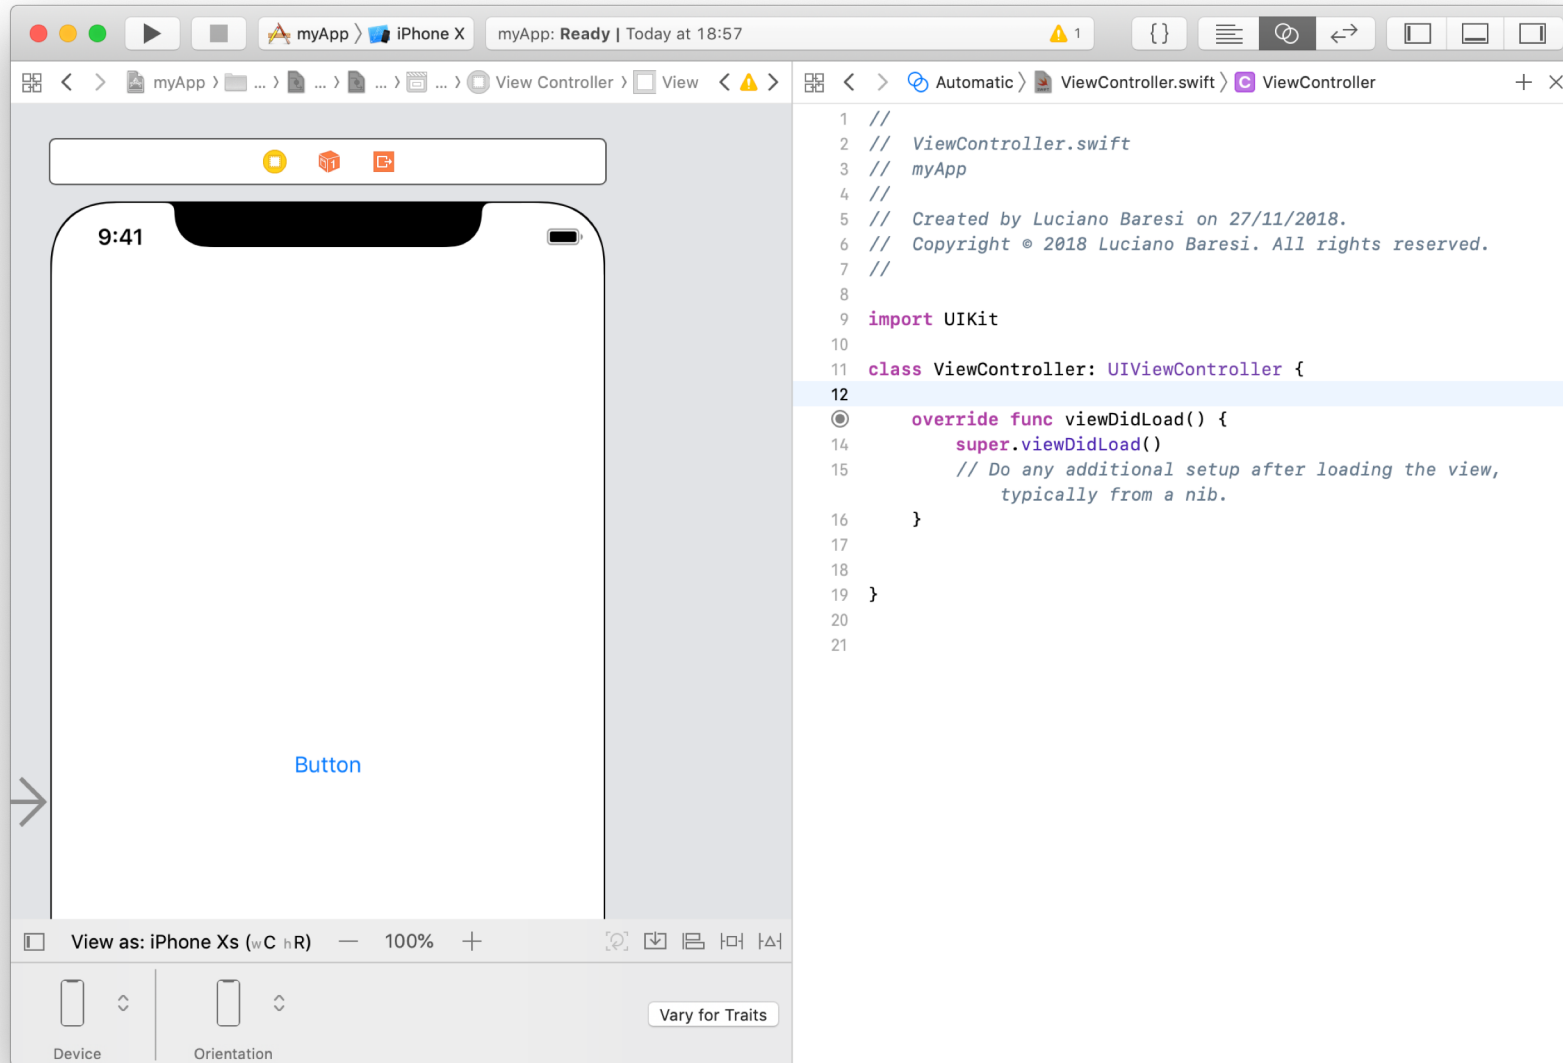 myApp 〉 iPhone X
myApp: Ready | Today at 18:57
1
{ }
myApp 〉 ... 〉 ... 〉 ... 〉 ... 〉 View Controller 〉 View
Automatic 〉 ViewController.swift 〉 C ViewController
9:41
Button
View as: iPhone Xs (wC hR) — 100% +
Vary for Traits
Device
Orientation
1 //
2 //  ViewController.swift
3 //  myApp
4 //
5 //  Created by Luciano Baresi on 27/11/2018.
6 //  Copyright © 2018 Luciano Baresi. All rights reserved.
7 //
8
9 import UIKit
10
11 class ViewController: UIViewController {
12
    override func viewDidLoad() {
14         super.viewDidLoad()
15         // Do any additional setup after loading the view,
            typically from a nib.
16     }
17
18
19 }
20
21